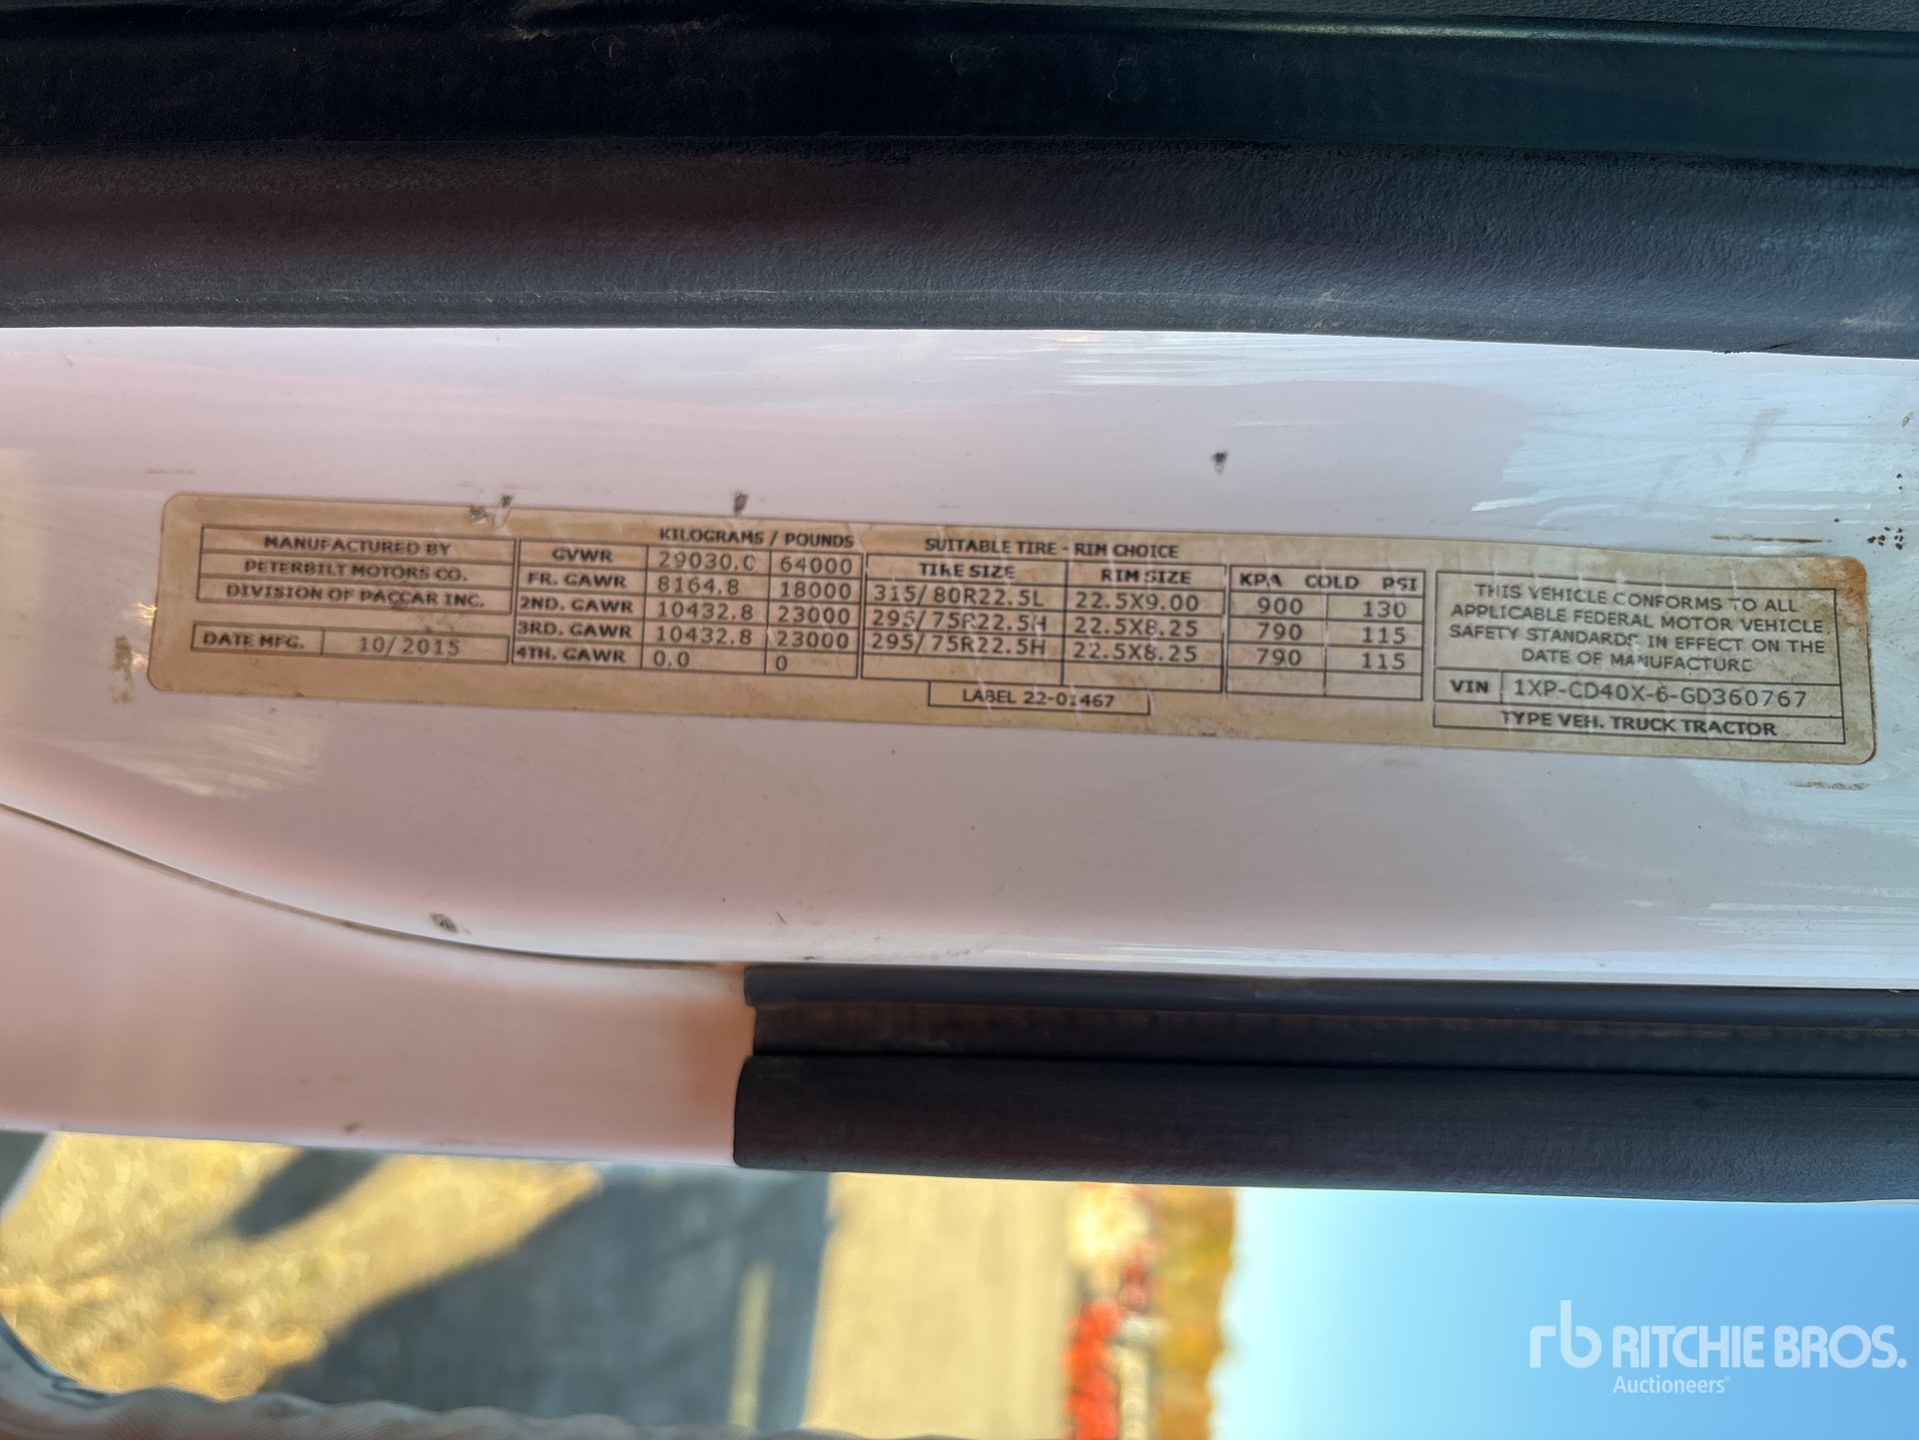 MANUFACTURED BY
PETERBILT MOTORS CO.
DIVISION OF PACCAR INC.
DATE MFG. 10/2015
KILOGRAMS / POUNDS
GVWR 29030.0 64000
FR. GAWR 8164.8 18000
2ND. GAWR 10432.8 23000
3RD. GAWR 10432.8 23000
4TH. GAWR 0.0 0
SUITABLE TIRE - RIM CHOICE
TIRE SIZE RIM SIZE KPA COLD PSI
315/80R22.5L 22.5X9.00 900 130
295/75R22.5H 22.5X8.25 790 115
295/75R22.5H 22.5X8.25 790 115
LABEL 22-01467
THIS VEHICLE CONFORMS TO ALL
APPLICABLE FEDERAL MOTOR VEHICLE
SAFETY STANDARDS IN EFFECT ON THE
DATE OF MANUFACTURE
VIN 1XP-CD40X-6-GD360767
TYPE VEH. TRUCK TRACTOR
rb RITCHIE BROS.
Auctioneers